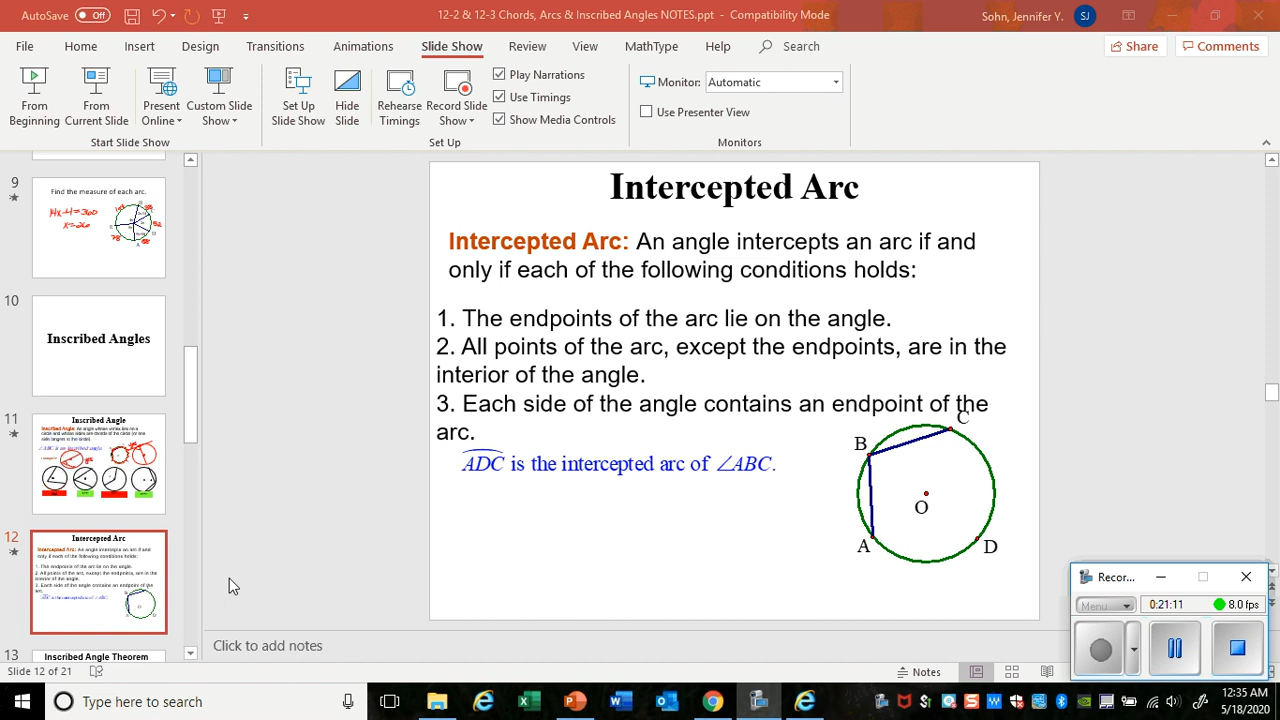 AutoSave Off
12-2 & 12-3 Chords, Arcs & Inscribed Angles NOTES.ppt - Compatibility Mode
Sohn, Jennifer Y. SJ
File Home Insert Design Transitions Animations Slide Show Review View MathType Help Search
Share Comments
From Beginning
From Current Slide
Present Online
Custom Slide Show
Set Up Slide Show
Hide Slide
Rehearse Timings
Record Slide Show
Play Narrations
Use Timings
Show Media Controls
Monitor: Automatic
Use Presenter View
Start Slide Show
Set Up
Monitors
9
Find the measure of each arc.
14x-4=360
x=26
10
Inscribed Angles
11
Inscribed Angle
12
Intercepted Arc
13
Inscribed Angle Theorem
Intercepted Arc
Intercepted Arc: An angle intercepts an arc if and
only if each of the following conditions holds:
1. The endpoints of the arc lie on the angle.
2. All points of the arc, except the endpoints, are in the
interior of the angle.
3. Each side of the angle contains an endpoint of the
arc.
ADC is the intercepted arc of ∠ABC.
C
B
O
A
D
Click to add notes
Recor...
Menu
0:21:11 8.0 fps
Slide 12 of 21
Notes
Type here to search
12:35 AM
5/18/2020